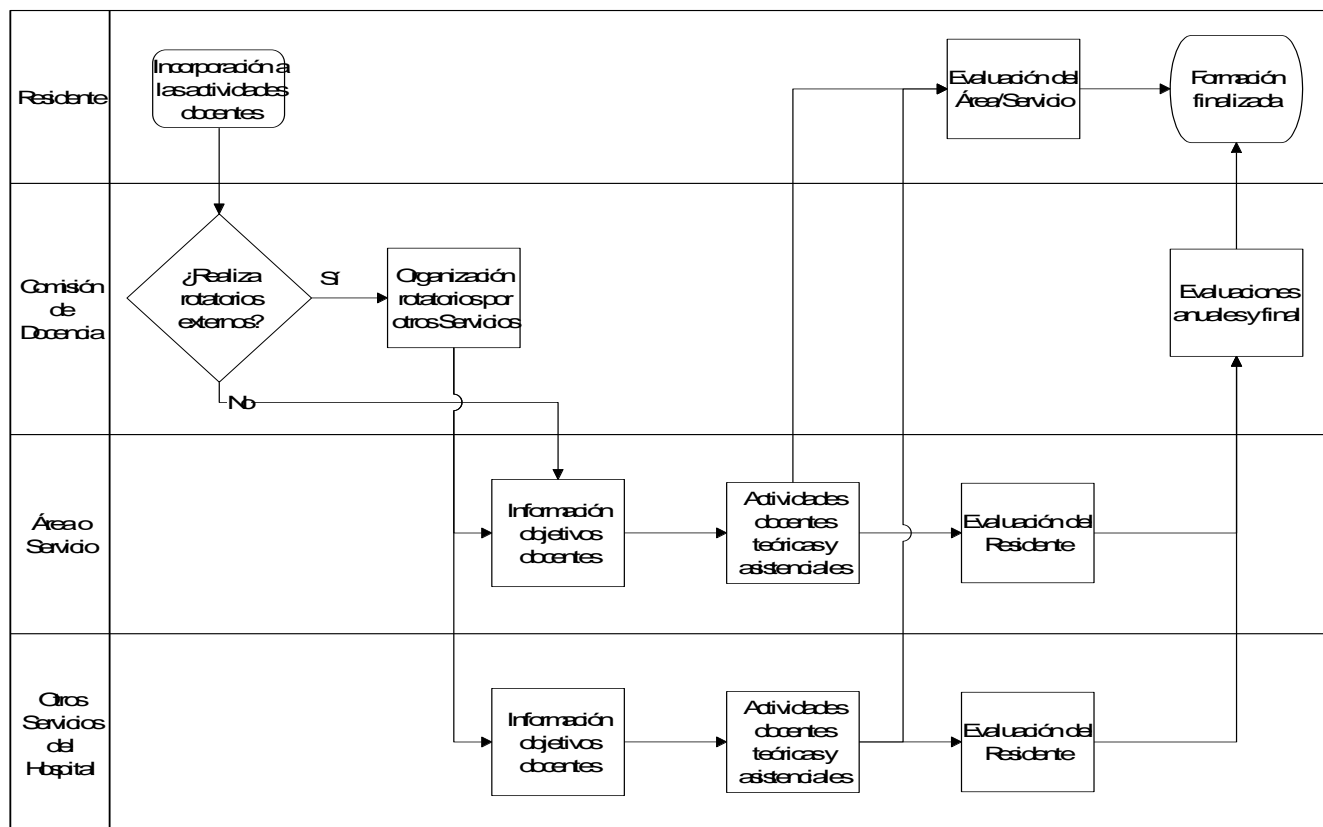 Residente
Incorporación a
las actividades
docentes
Evaluación del
Área/Servicio
Formación
finalizada
Comisión
de
Docencia
¿Realiza
rotatorios
externos?
Sí
Organización
rotatorios por
otros Servicios
Evaluaciones
anuales y final
No
Área o
Servicio
Información
objetivos
docentes
Actividades
docentes
teóricas y
asistenciales
Evaluación del
Residente
Otros
Servicios
del
Hospital
Información
objetivos
docentes
Actividades
docentes
teóricas y
asistenciales
Evaluación del
Residente